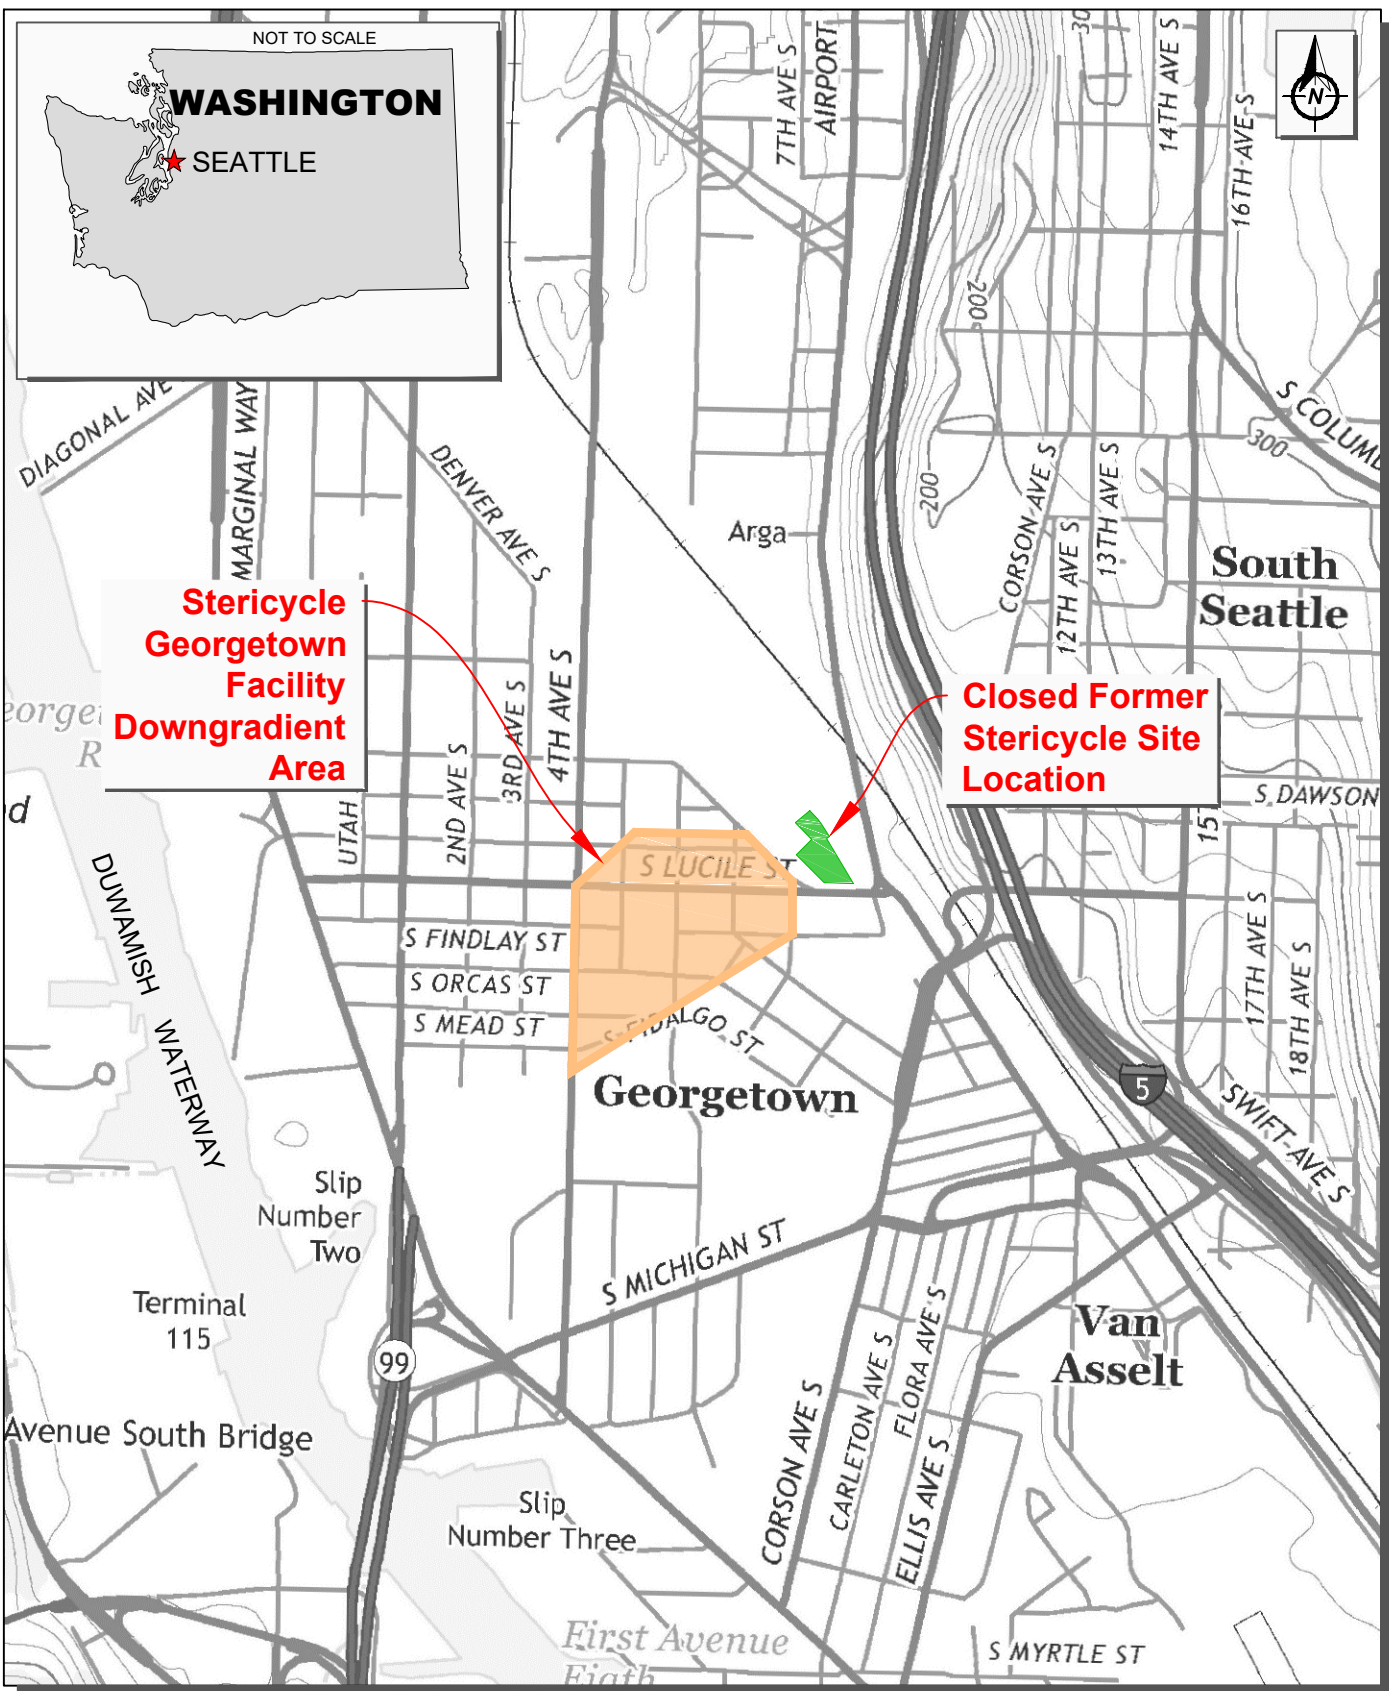 NOT TO SCALE
WASHINGTON
SEATTLE
N
7TH AVE S
AIRPORT
30
14TH AVE S
16TH AVE S
200
S COLUMB
300
DIAGONAL AVE
MARGINAL WAY
DENVER AVE S
200
CORSON AVE S
13TH AVE S
12TH AVE S
Arga
South
Seattle
Stericycle
Georgetown
Facility
Downgradient
Area
Closed Former
Stericycle Site
Location
4TH AVE S
3RD AVE S
2ND AVE S
UTAH
S DAWSON
15T
S LUCILE ST
DUWAMISH WATERWAY
S FINDLAY ST
S ORCAS ST
S MEAD ST
S FIDALGO ST
17TH AVE S
18TH AVE S
Georgetown
5
SWIFT AVE S
Slip
Number
Two
S MICHIGAN ST
Terminal
115
99
Van
Asselt
Avenue South Bridge
CORSON AVE S
CARLETON AVE S
FLORA AVE S
ELLIS AVE S
Slip
Number Three
First Avenue
S MYRTLE ST